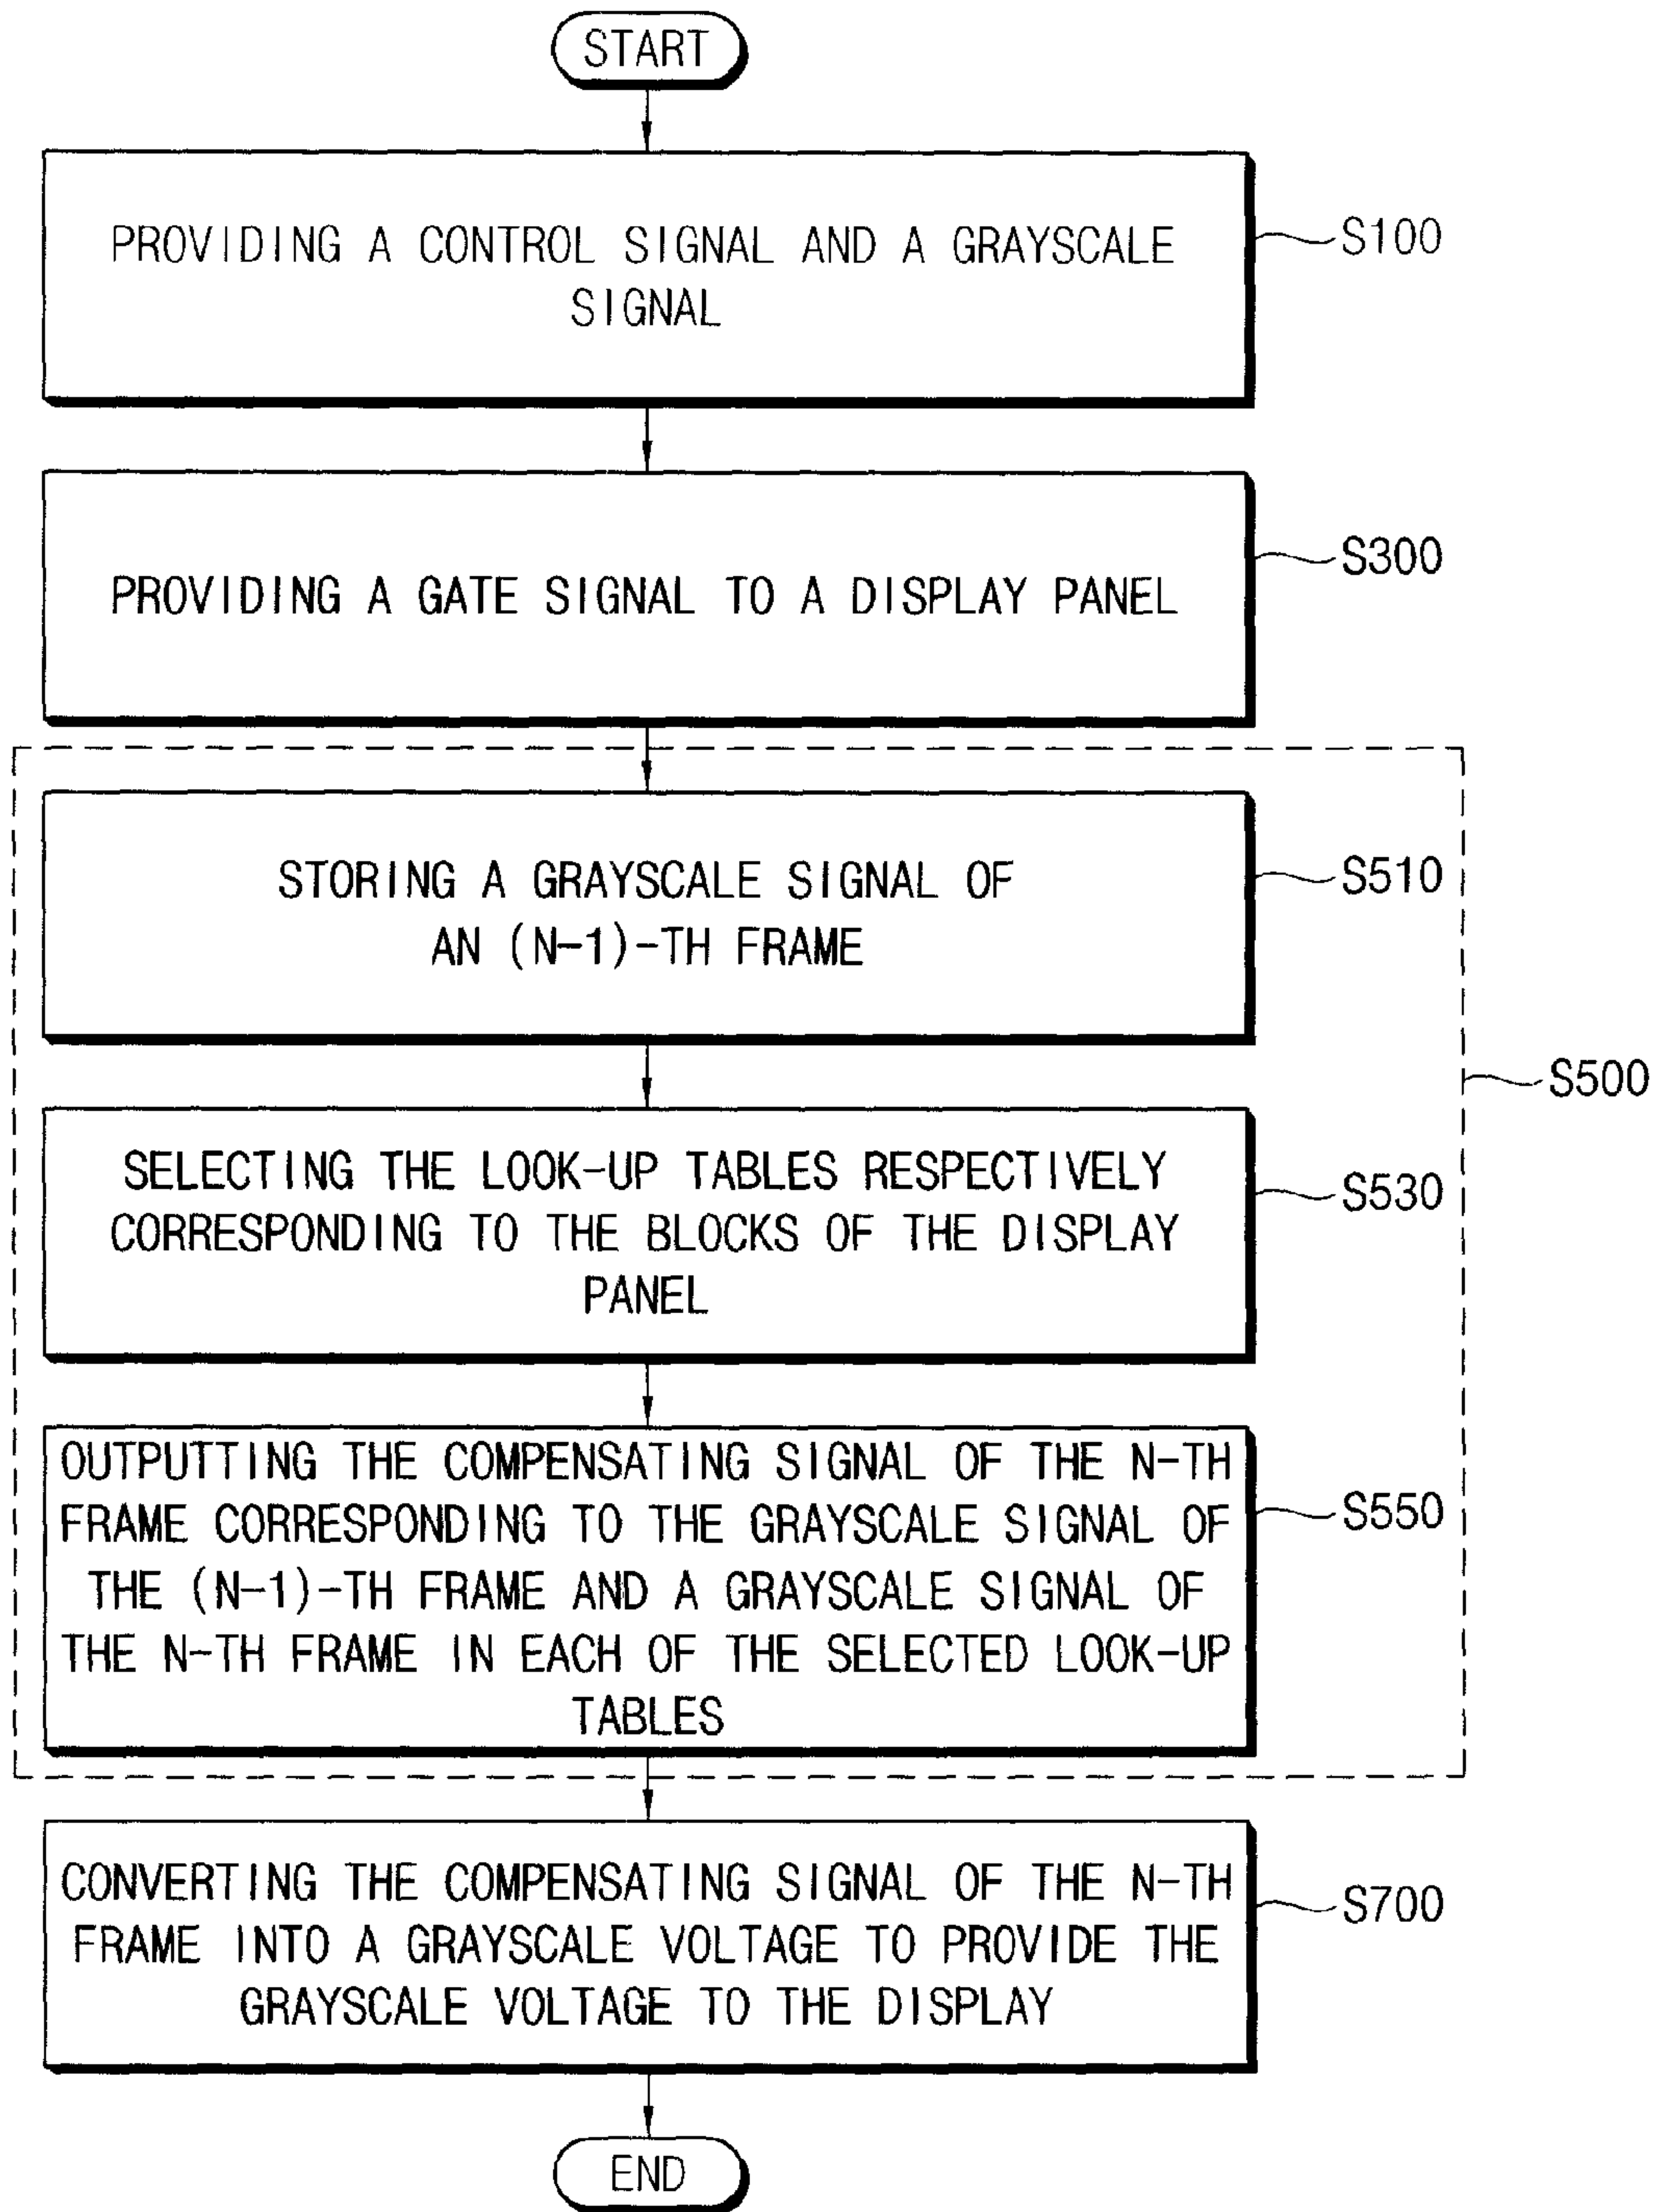 START
PROVIDING A CONTROL SIGNAL AND A GRAYSCALE
SIGNAL
S100
PROVIDING A GATE SIGNAL TO A DISPLAY PANEL
S300
STORING A GRAYSCALE SIGNAL OF
AN (N-1)-TH FRAME
S510
S500
SELECTING THE LOOK-UP TABLES RESPECTIVELY
CORRESPONDING TO THE BLOCKS OF THE DISPLAY
PANEL
S530
OUTPUTTING THE COMPENSATING SIGNAL OF THE N-TH
FRAME CORRESPONDING TO THE GRAYSCALE SIGNAL OF
THE (N-1)-TH FRAME AND A GRAYSCALE SIGNAL OF
THE N-TH FRAME IN EACH OF THE SELECTED LOOK-UP
TABLES
S550
CONVERTING THE COMPENSATING SIGNAL OF THE N-TH
FRAME INTO A GRAYSCALE VOLTAGE TO PROVIDE THE
GRAYSCALE VOLTAGE TO THE DISPLAY
S700
END